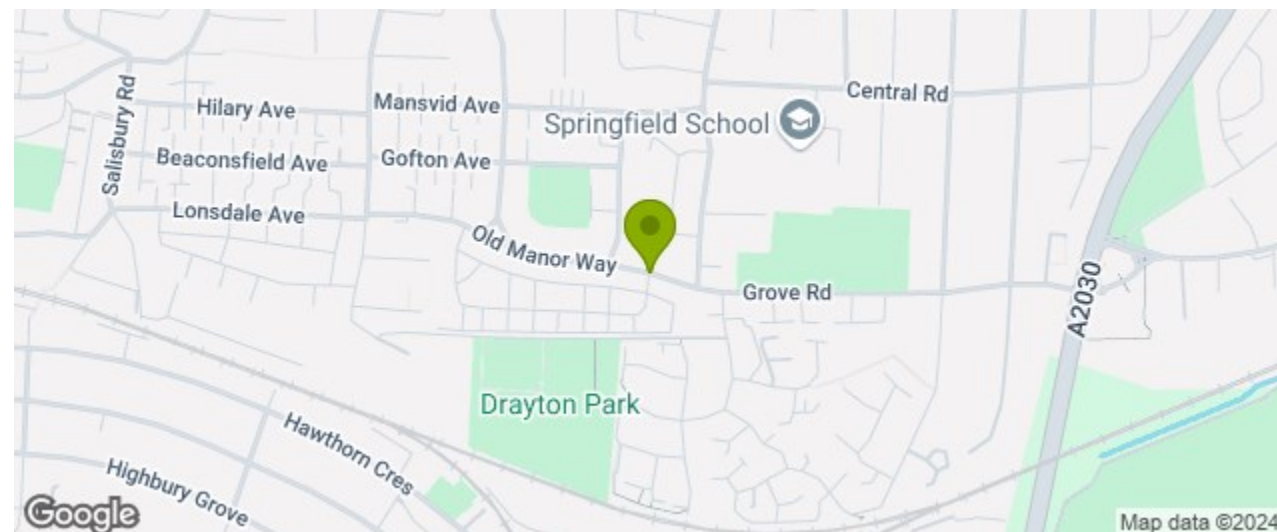 Central Rd
Mansvid Ave
Hilary Ave
Springfield School
Salisbury Rd
Beaconsfield Ave
Gofton Ave
Lonsdale Ave
Old Manor Way
Grove Rd
A2030
Drayton Park
Hawthorn Cres
Highbury Grove
Google
Map data ©2024